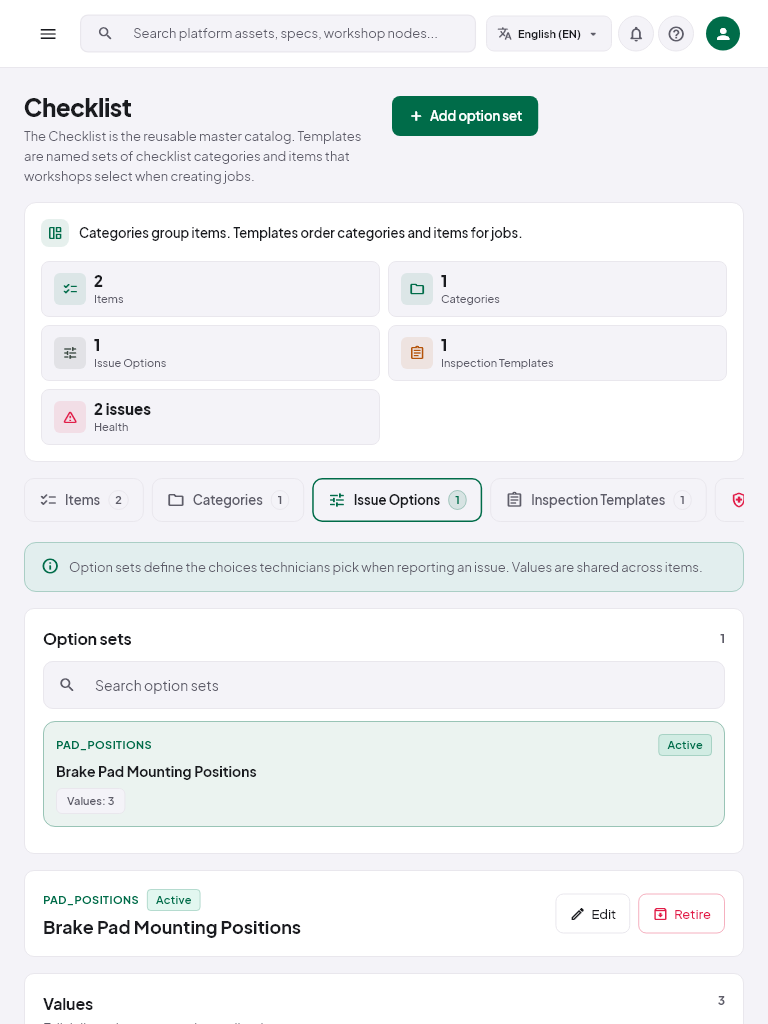 Search platform assets, specs, workshop nodes...
English (EN)
Checklist
The Checklist is the reusable master catalog. Templates
are named sets of checklist categories and items that
workshops select when creating jobs.
Add option set
Categories group items. Templates order categories and items for jobs.
2
Items
1
Categories
1
Issue Options
1
Inspection Templates
2 issues
Health
Items 2
Categories 1
Issue Options 1
Inspection Templates 1
Option sets define the choices technicians pick when reporting an issue. Values are shared across items.
Option sets 1
Search option sets
PAD_POSITIONS Active
Brake Pad Mounting Positions
Values: 3
PAD_POSITIONS Active
Brake Pad Mounting Positions
Edit
Retire
Values 3